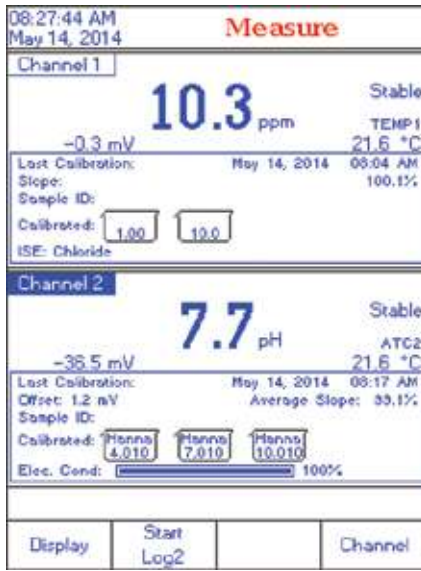 08:27:44 AM
May 14, 2014
Measure
Channel 1
10.3 ppm
Stable
TEMP1
-0.3 mV
21.6 °C
Last Calibration: May 14, 2014 08:04 AM
Slope: 100.1%
Sample ID:
Calibrated: 1.00 10.0
ISE: Chloride
Channel 2
7.7 pH
Stable
ATC2
-36.5 mV
21.6 °C
Last Calibration: May 14, 2014 08:17 AM
Offset: 1.2 mV Average Slope: 99.1%
Sample ID:
Calibrated: Hanna 4.010 Hanna 7.010 Hanna 10.010
Elec. Cond: 100%
Display
Start Log2
Channel